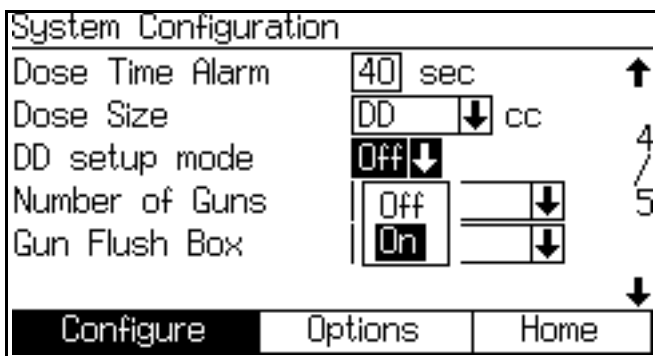 System Configuration
Dose Time Alarm 40 sec
Dose Size DD cc
DD setup mode Off
Number of Guns Off
Gun Flush Box On
4/5
Configure Options Home